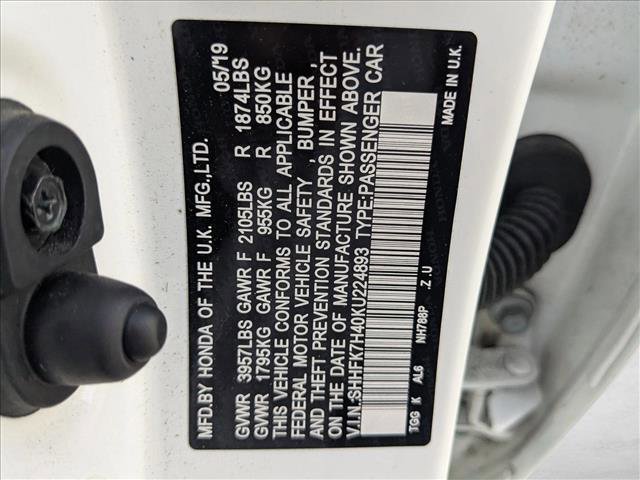 MFD.BY HONDA OF THE U.K. MFG.,LTD. 05/19
GVWR 3957LBS GAWR F 2105LBS R 1874LBS
GVWR 1795KG GAWR F 955KG R 850KG
THIS VEHICLE CONFORMS TO ALL APPLICABLE
FEDERAL MOTOR VEHICLE SAFETY , BUMPER ,
AND THEFT PREVENTION STANDARDS IN EFFECT
ON THE DATE OF MANUFACTURE SHOWN ABOVE.
V.I.N.:SHHFK7H40KU224893 TYPE:PASSENGER CAR
TGG K AL6 NH788P .Z .U MADE IN U.K.